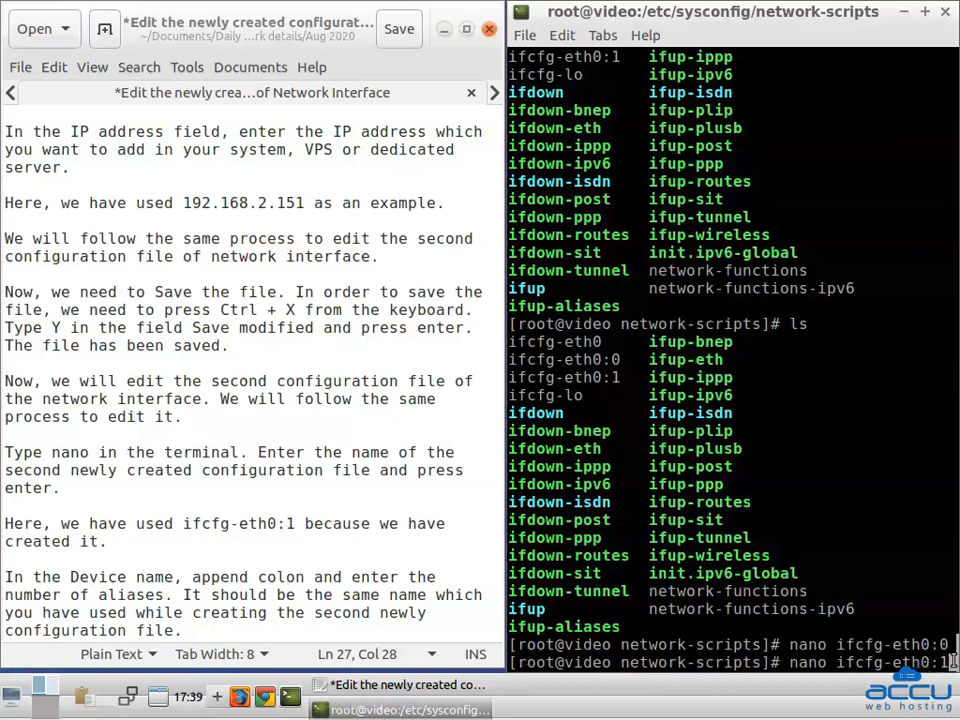 Open
*Edit the newly created configurat...
~/Documents/Daily ...rk details/Aug 2020
Save
File Edit View Search Tools Documents Help
*Edit the newly crea...of Network Interface
In the IP address field, enter the IP address which
you want to add in your system, VPS or dedicated
server.
Here, we have used 192.168.2.151 as an example.
We will follow the same process to edit the second
configuration file of network interface.
Now, we need to Save the file. In order to save the
file, we need to press Ctrl + X from the keyboard.
Type Y in the field Save modified and press enter.
The file has been saved.
Now, we will edit the second configuration file of
the network interface. We will follow the same
process to edit it.
Type nano in the terminal. Enter the name of the
second newly created configuration file and press
enter.
Here, we have used ifcfg-eth0:1 because we have
created it.
In the Device name, append colon and enter the
number of aliases. It should be the same name which
you have used while creating the second newly
configuration file.
Plain Text Tab Width: 8 Ln 27, Col 28 INS
root@video:/etc/sysconfig/network-scripts
File Edit Tabs Help
ifcfg-eth0:1 ifup-ippp
ifcfg-lo ifup-ipv6
ifdown ifup-isdn
ifdown-bnep ifup-plip
ifdown-eth ifup-plusb
ifdown-ippp ifup-post
ifdown-ipv6 ifup-ppp
ifdown-isdn ifup-routes
ifdown-post ifup-sit
ifdown-ppp ifup-tunnel
ifdown-routes ifup-wireless
ifdown-sit init.ipv6-global
ifdown-tunnel network-functions
ifup network-functions-ipv6
ifup-aliases
[root@video network-scripts]# ls
ifcfg-eth0 ifup-bnep
ifcfg-eth0:0 ifup-eth
ifcfg-eth0:1 ifup-ippp
ifcfg-lo ifup-ipv6
ifdown ifup-isdn
ifdown-bnep ifup-plip
ifdown-eth ifup-plusb
ifdown-ippp ifup-post
ifdown-ipv6 ifup-ppp
ifdown-isdn ifup-routes
ifdown-post ifup-sit
ifdown-ppp ifup-tunnel
ifdown-routes ifup-wireless
ifdown-sit init.ipv6-global
ifdown-tunnel network-functions
ifup network-functions-ipv6
ifup-aliases
[root@video network-scripts]# nano ifcfg-eth0:0
[root@video network-scripts]# nano ifcfg-eth0:1
17:39
*Edit the newly created co...
root@video:/etc/sysconfig...
accu
web hosting